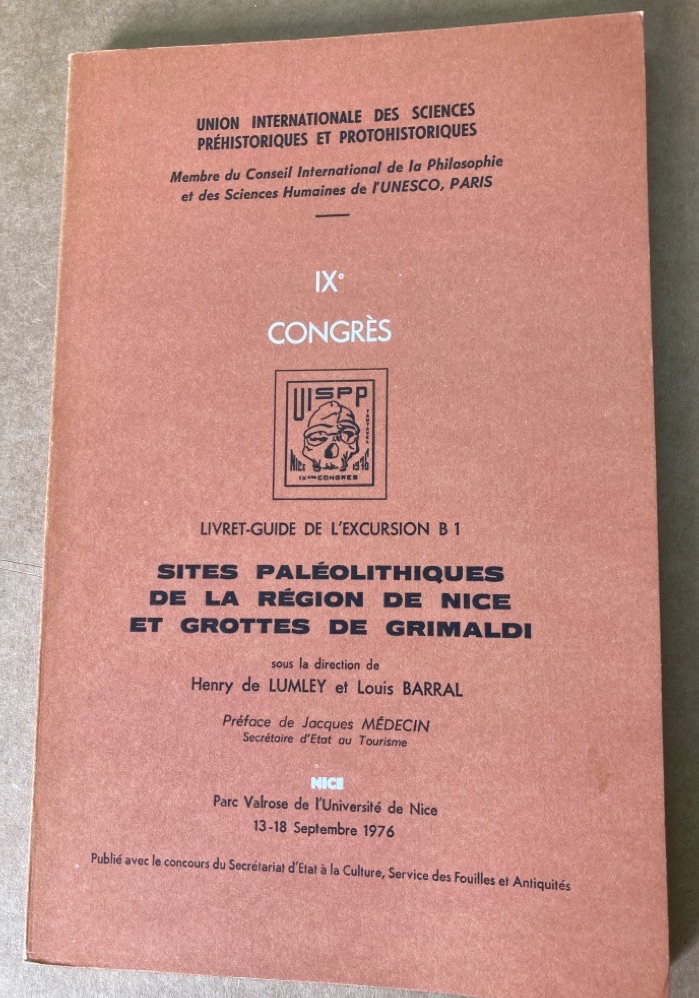 UNION INTERNATIONALE DES SCIENCES
PRÉHISTORIQUES ET PROTOHISTORIQUES
Membre du Conseil International de la Philosophie
et des Sciences Humaines de l'UNESCO, PARIS
IXe
CONGRÈS
UISPP
TAUTAVEL
NICE 1976
IXème CONGRES
LIVRET-GUIDE DE L'EXCURSION B 1
SITES PALÉOLITHIQUES
DE LA RÉGION DE NICE
ET GROTTES DE GRIMALDI
sous la direction de
Henry de LUMLEY et Louis BARRAL
Préface de Jacques MÉDECIN
Secrétaire d'Etat au Tourisme
NICE
Parc Valrose de l'Université de Nice
13-18 Septembre 1976
Publié avec le concours du Secrétariat d'Etat à la Culture, Service des Fouilles et Antiquités